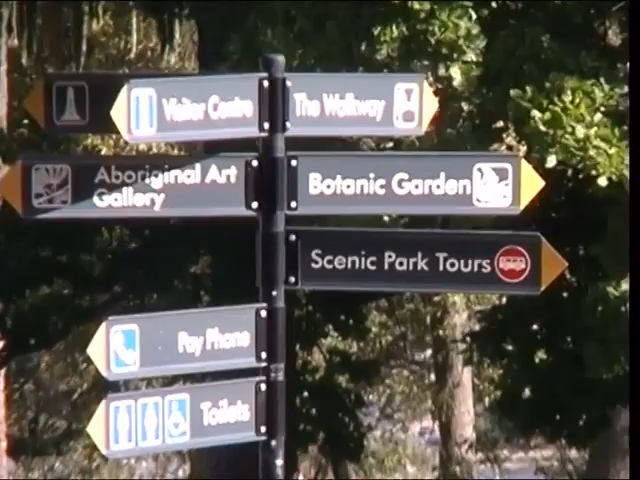 Visitor Centre
The Walkway
Aboriginal Art
Gallery
Botanic Garden
Scenic Park Tours
Pay Phone
Toilets